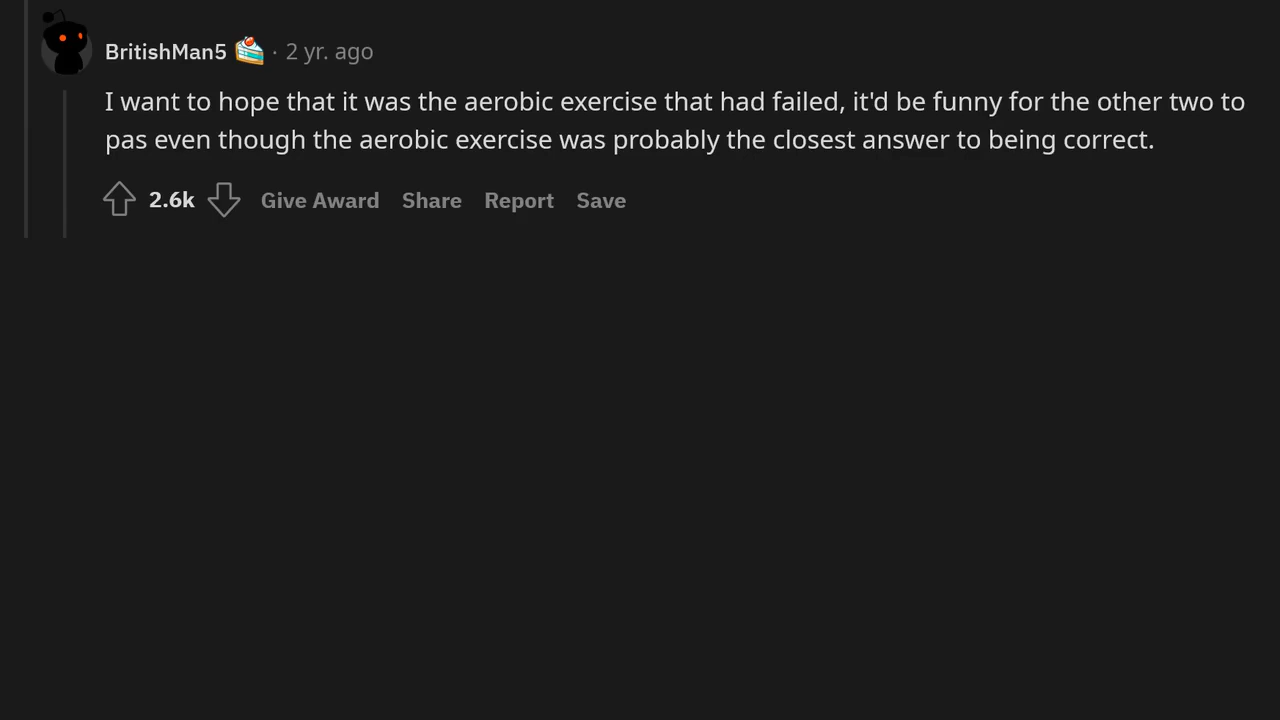 BritishMan5 · 2 yr. ago
I want to hope that it was the aerobic exercise that had failed, it'd be funny for the other two to
pas even though the aerobic exercise was probably the closest answer to being correct.
2.6k Give Award Share Report Save